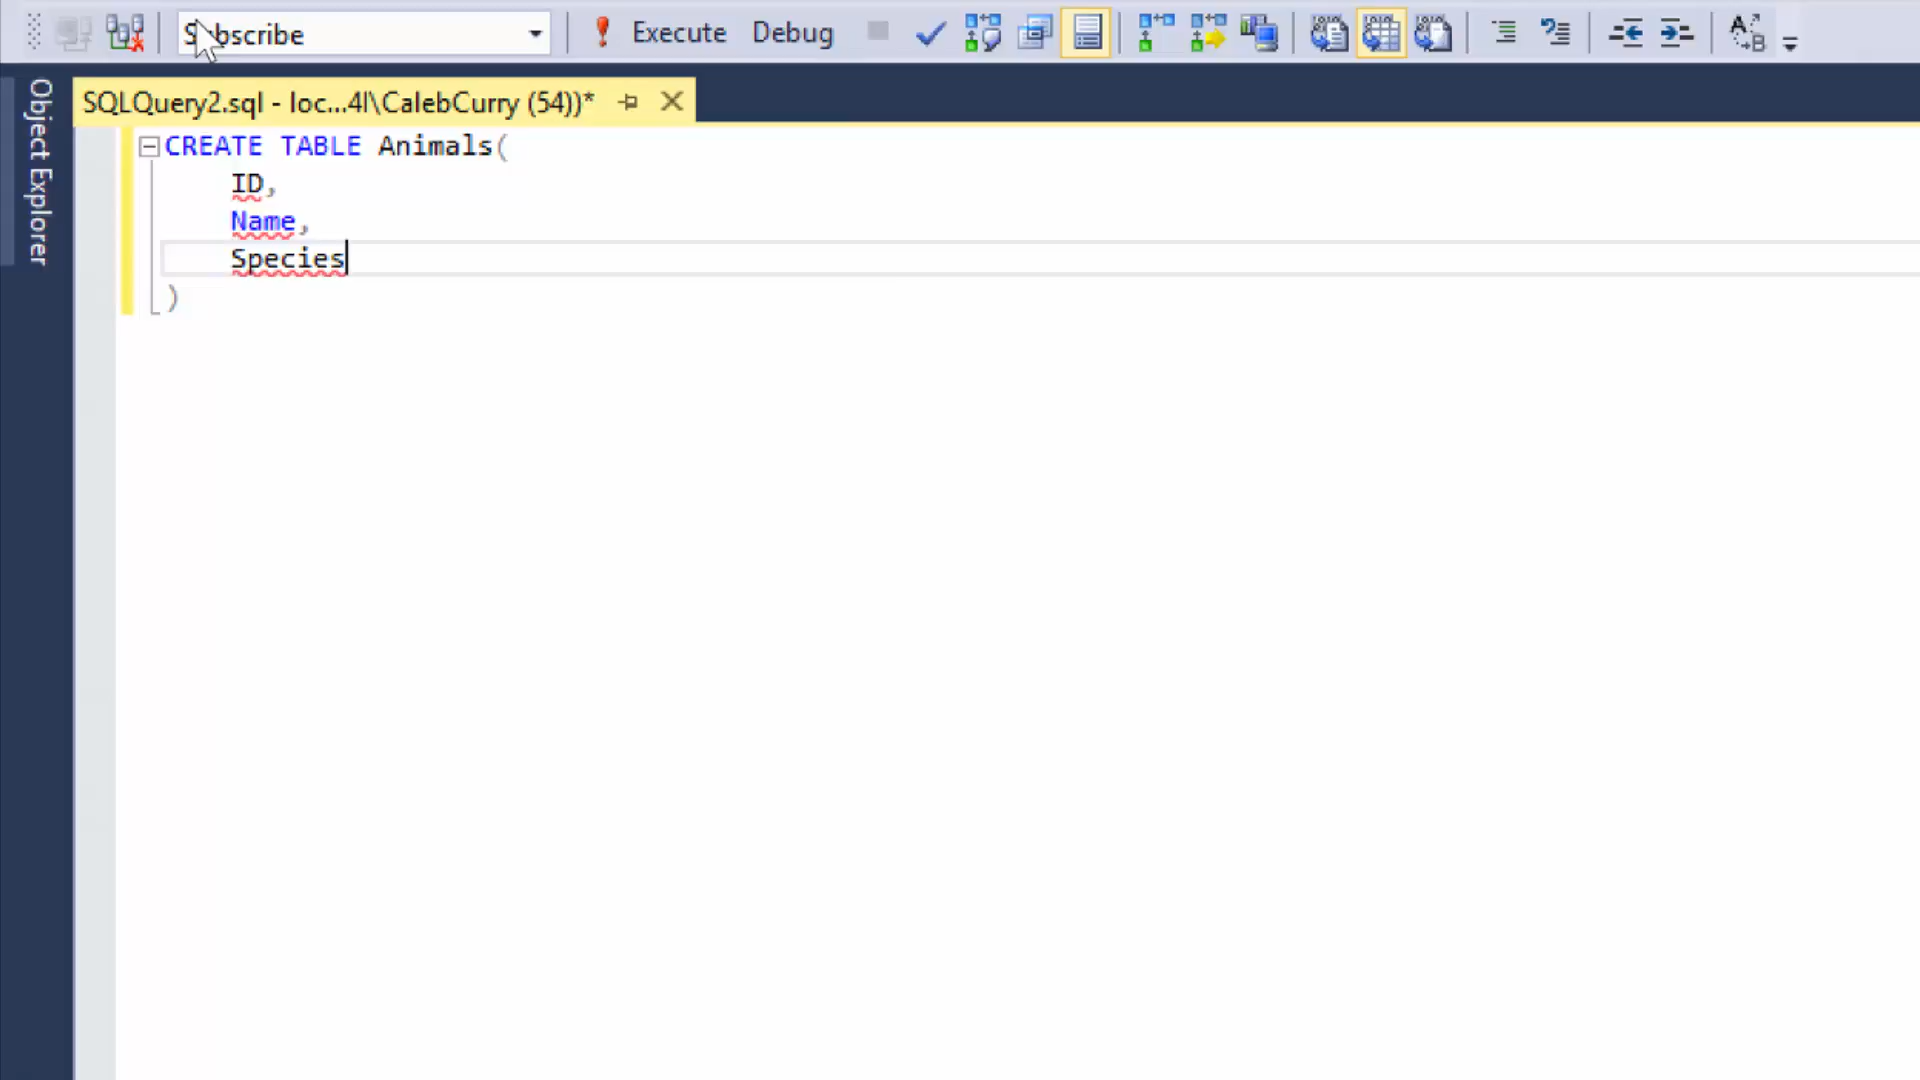 Subscribe Execute Debug
SQLQuery2.sql - loc...4l\CalebCurry (54))*
Object Explorer
CREATE TABLE Animals(
ID,
Name,
Species
)